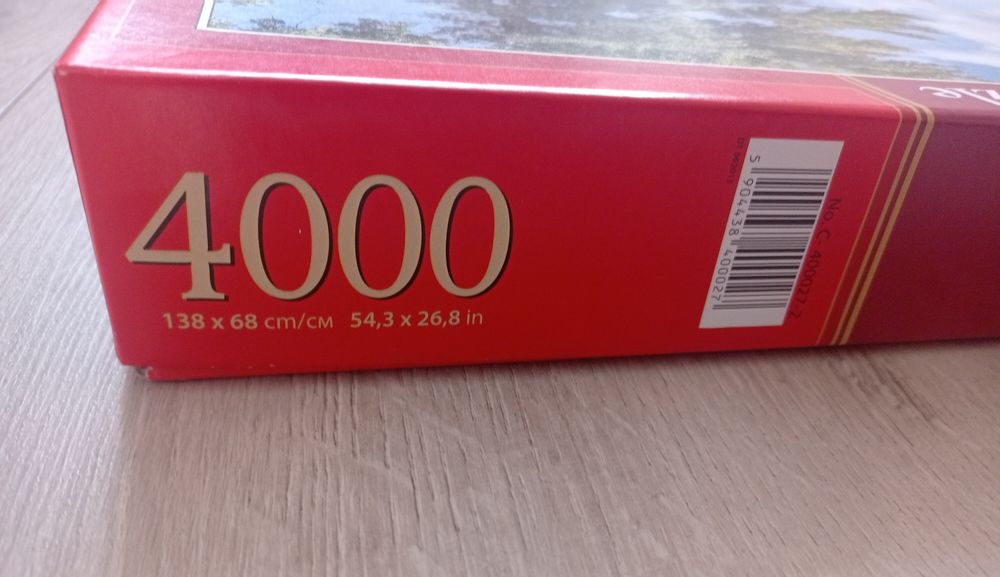 4000
138 x 68 cm/см 54,3 x 26,8 in
5 904438 400027
No. C-400027-2